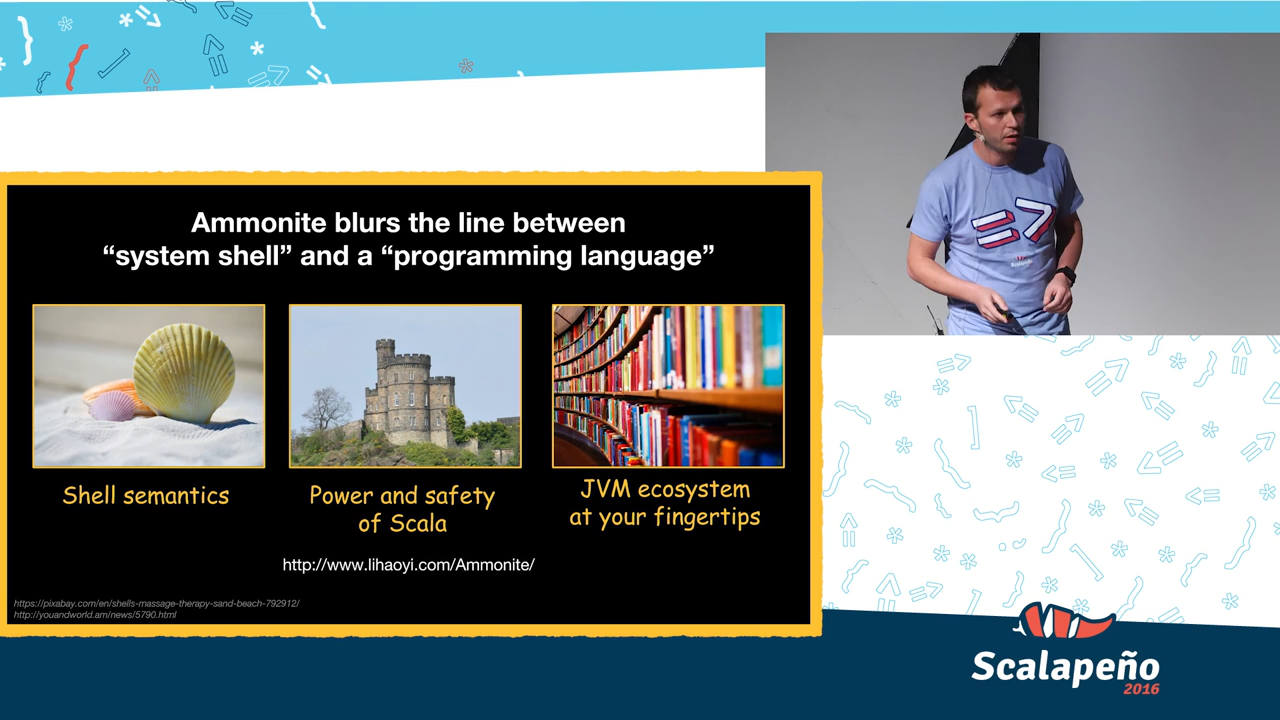 Ammonite blurs the line between
“system shell” and a “programming language”
Shell semantics
Power and safety
of Scala
JVM ecosystem
at your fingertips
http://www.lihaoyi.com/Ammonite/
https://pixabay.com/en/shells-massage-therapy-sand-beach-792912/
http://youandworld.am/news/5790.html
Scalapeño
Scalapeño
2016